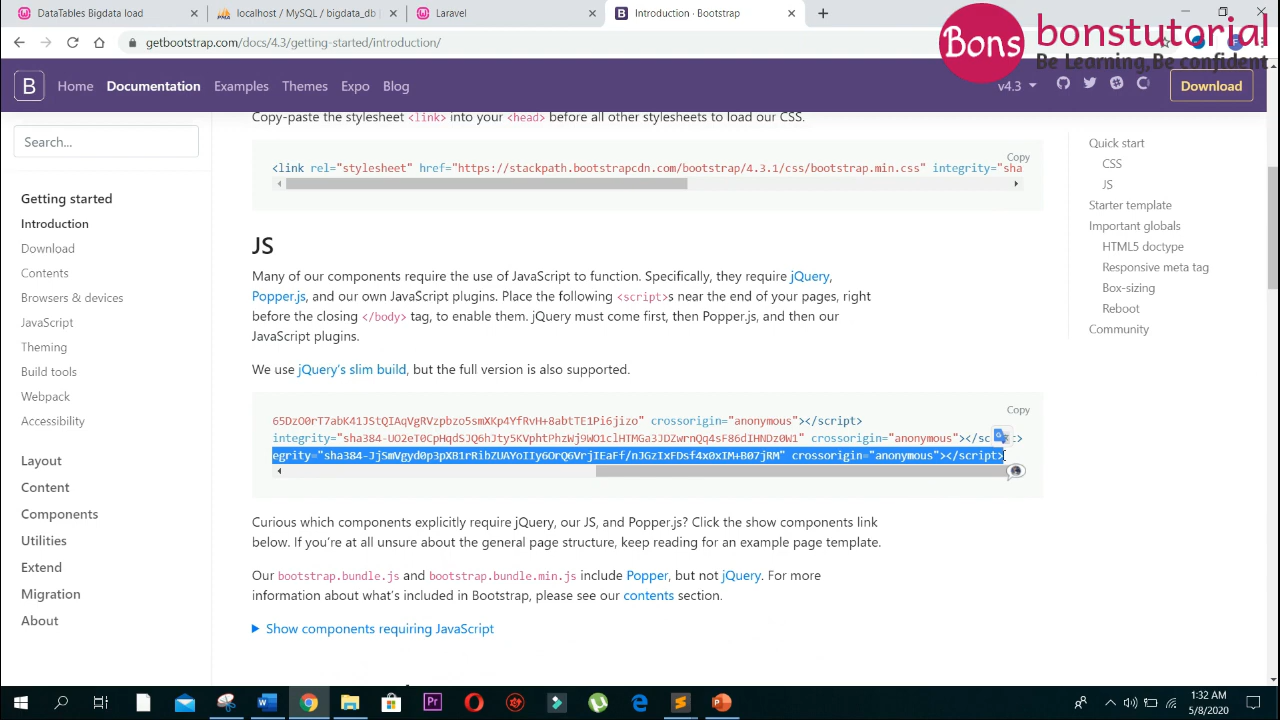 DataTables Bigdata load
localhost / MySQL / bigdata_db |
Laravel
Introduction · Bootstrap
getbootstrap.com/docs/4.3/getting-started/introduction/
Bons
bonstutorial
Be Learning,Be confident
B
Home
Documentation
Examples
Themes
Expo
Blog
v4.3
Download
Search...
Getting started
Introduction
Download
Contents
Browsers & devices
JavaScript
Theming
Build tools
Webpack
Accessibility
Layout
Content
Components
Utilities
Extend
Migration
About
Copy-paste the stylesheet <link> into your <head> before all other stylesheets to load our CSS.
Copy
<link rel="stylesheet" href="https://stackpath.bootstrapcdn.com/bootstrap/4.3.1/css/bootstrap.min.css" integrity="sha
JS
Many of our components require the use of JavaScript to function. Specifically, they require jQuery,
Popper.js, and our own JavaScript plugins. Place the following <script>s near the end of your pages, right
before the closing </body> tag, to enable them. jQuery must come first, then Popper.js, and then our
JavaScript plugins.
We use jQuery's slim build, but the full version is also supported.
Copy
65DzO0rT7abK41JStQIAqVgRVzpbzo5smXKp4YfRvH+8abtTE1Pi6jizo" crossorigin="anonymous"></script>
integrity="sha384-UO2eT0CpHqdSJQ6hJty5KVphtPhzWj9WO1clHTMGa3JDZwrnQq4sF86dIHNDz0W1" crossorigin="anonymous"></sc
egrity="sha384-JjSmVgyd0p3pXB1rRibZUAYoIIy6OrQ6VrjIEaFf/nJGzIxFDsf4x0xIM+B07jRM" crossorigin="anonymous"></script>
Curious which components explicitly require jQuery, our JS, and Popper.js? Click the show components link
below. If you're at all unsure about the general page structure, keep reading for an example page template.
Our bootstrap.bundle.js and bootstrap.bundle.min.js include Popper, but not jQuery. For more
information about what's included in Bootstrap, please see our contents section.
Show components requiring JavaScript
Quick start
CSS
JS
Starter template
Important globals
HTML5 doctype
Responsive meta tag
Box-sizing
Reboot
Community
1:32 AM
5/8/2020